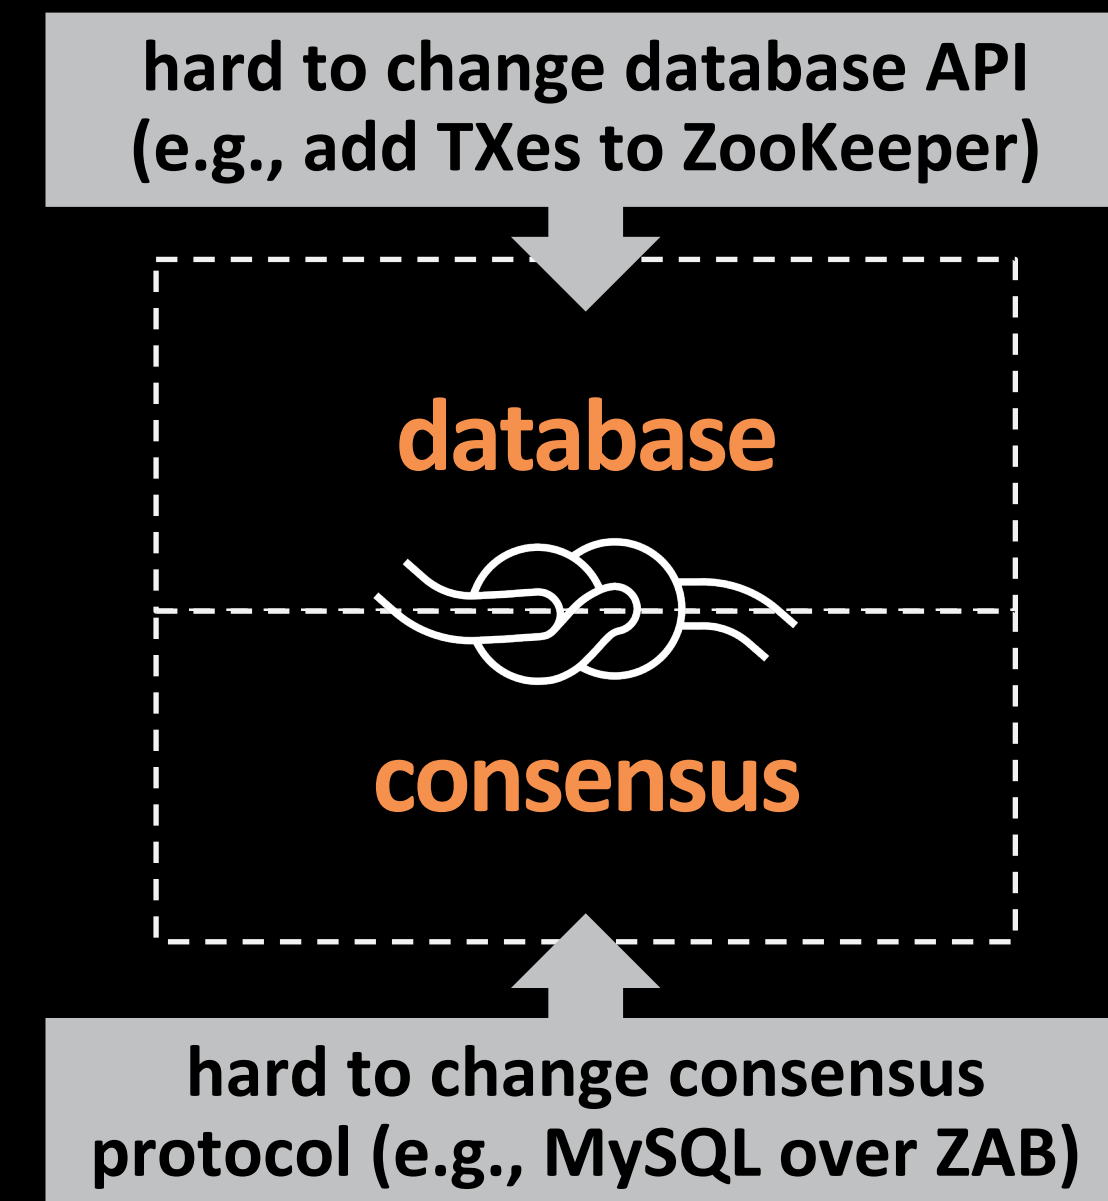 hard to change database API
(e.g., add TXes to ZooKeeper)
database
consensus
hard to change consensus
protocol (e.g., MySQL over ZAB)